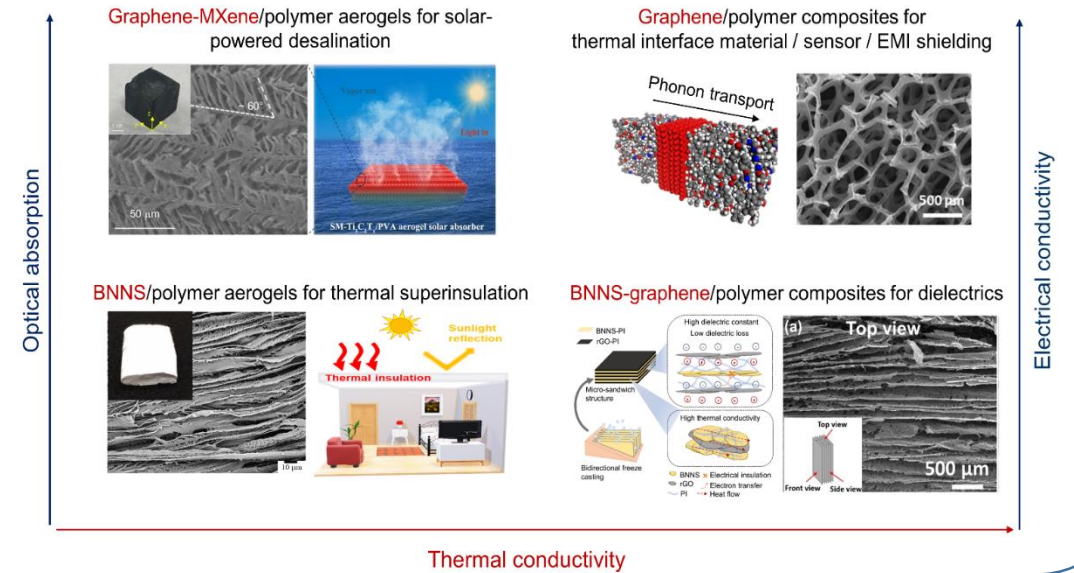 Graphene-MXene/polymer aerogels for solar-
powered desalination
~ 60°
50 μm
Light in
SM-Ti₃C₂Tₓ/PVA aerogel solar absorber
Graphene/polymer composites for
thermal interface material / sensor / EMI shielding
Phonon transport
500 μm
Optical absorption
Electrical conductivity
BNNS/polymer aerogels for thermal superinsulation
10 μm
Sunlight
reflection
Thermal insulation
BNNS-graphene/polymer composites for dielectrics
BNNS-PI
rGO-PI
Micro-sandwich
structure
Bidirectional freeze
casting
High dielectric constant
Low dielectric loss
High thermal conductivity
BNNS
Electrical insulation
rGO
Electron transfer
PI
Heat flow
(a)
Top view
Top view
Front view
Side view
500 μm
Thermal conductivity